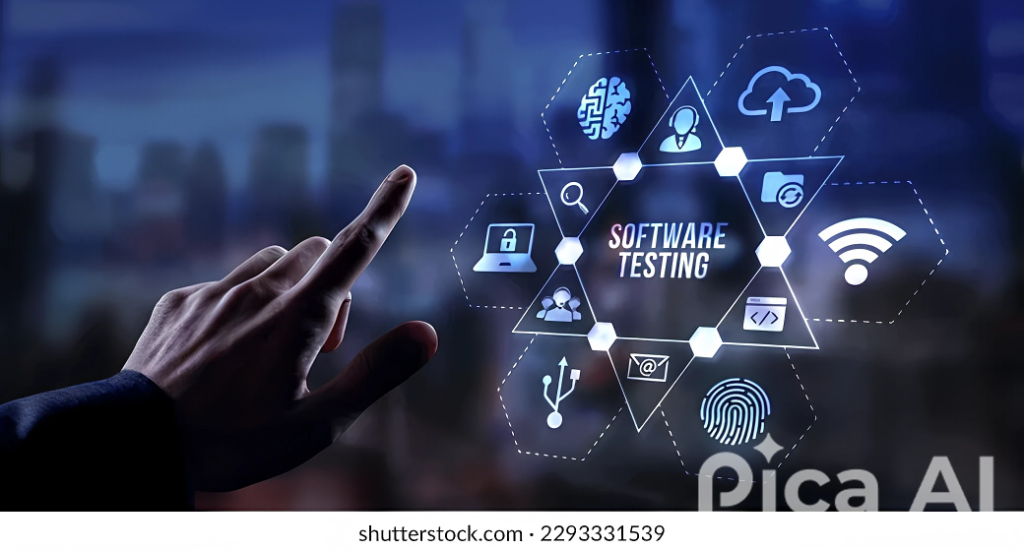 SOFTWARE
TESTING
@
</>
Pica AI
shutterstock.com · 2293331539